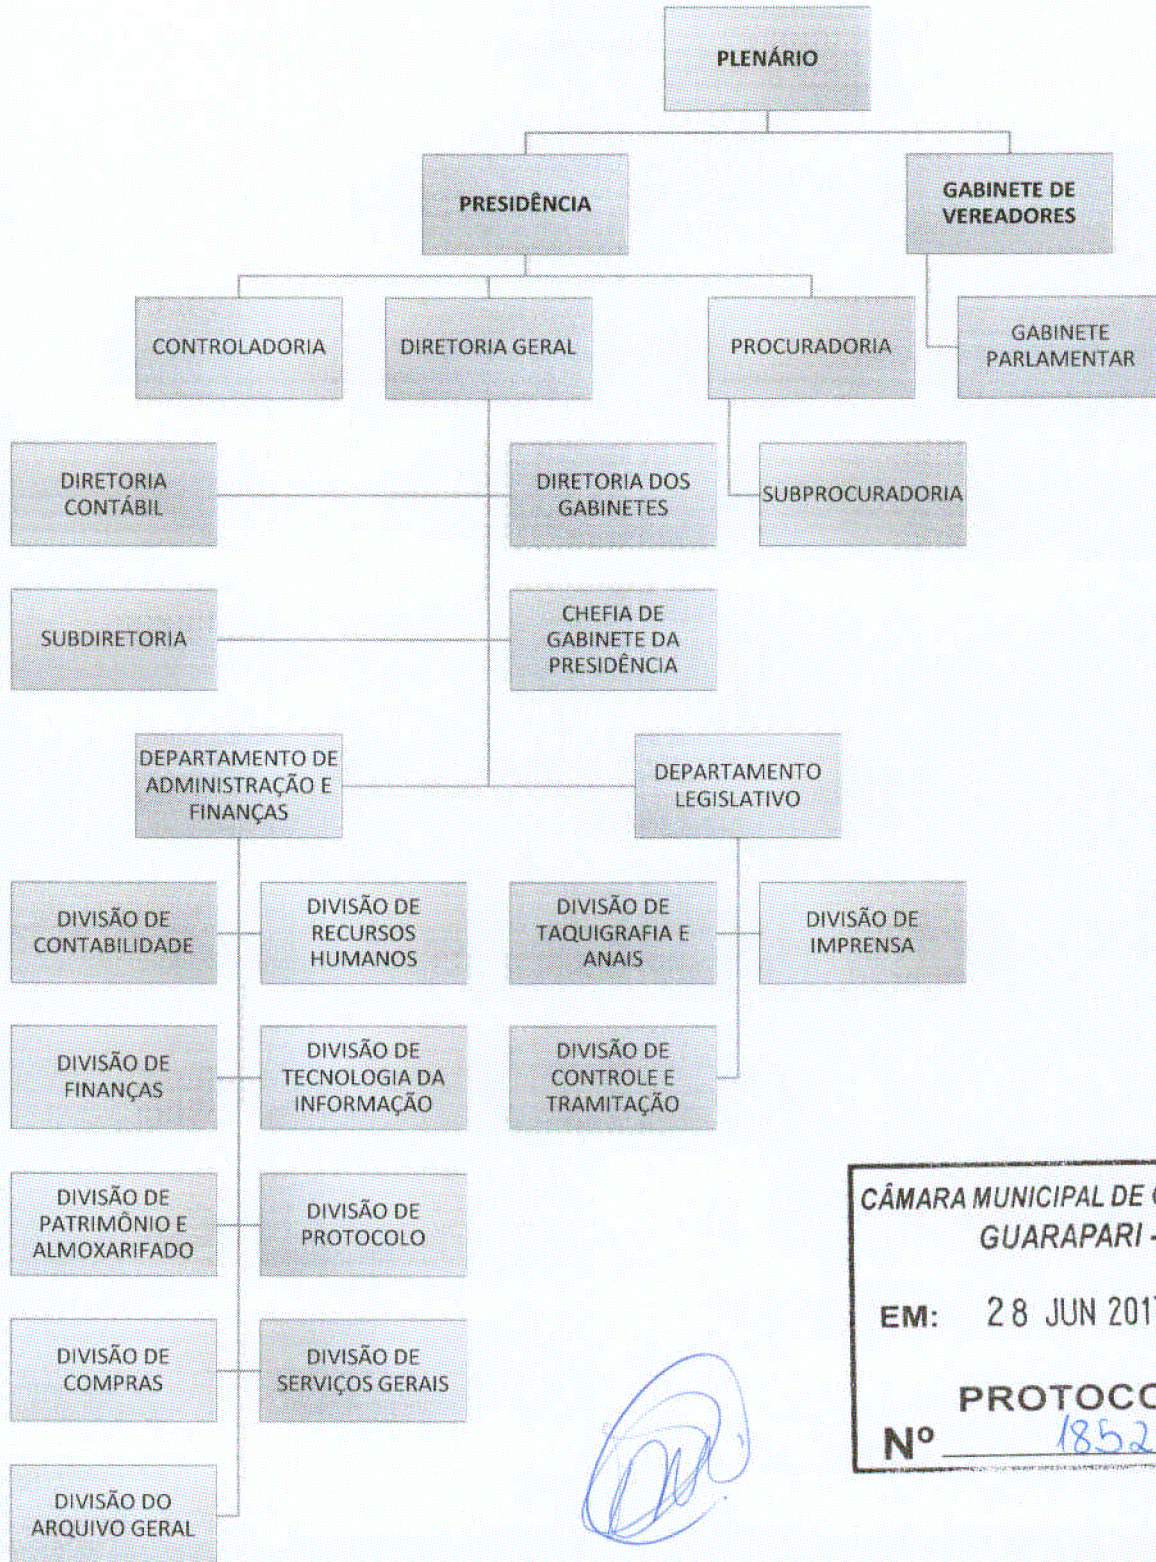 PLENÁRIO
PRESIDÊNCIA
GABINETE DE
VEREADORES
CONTROLADORIA
DIRETORIA GERAL
PROCURADORIA
GABINETE
PARLAMENTAR
DIRETORIA
CONTÁBIL
DIRETORIA DOS
GABINETES
SUBPROCURADORIA
SUBDIRETORIA
CHEFIA DE
GABINETE DA
PRESIDÊNCIA
DEPARTAMENTO DE
ADMINISTRAÇÃO E
FINANÇAS
DEPARTAMENTO
LEGISLATIVO
DIVISÃO DE
CONTABILIDADE
DIVISÃO DE
RECURSOS
HUMANOS
DIVISÃO DE
TAQUIGRAFIA E
ANAIS
DIVISÃO DE
IMPRENSA
DIVISÃO DE
FINANÇAS
DIVISÃO DE
TECNOLOGIA DA
INFORMAÇÃO
DIVISÃO DE
CONTROLE E
TRAMITAÇÃO
DIVISÃO DE
PATRIMÔNIO E
ALMOXARIFADO
DIVISÃO DE
PROTOCOLO
DIVISÃO DE
COMPRAS
DIVISÃO DE
SERVIÇOS GERAIS
DIVISÃO DO
ARQUIVO GERAL
CÂMARA MUNICIPAL DE
GUARAPARI -
EM: 28 JUN 201
PROTOCO
Nº 1852